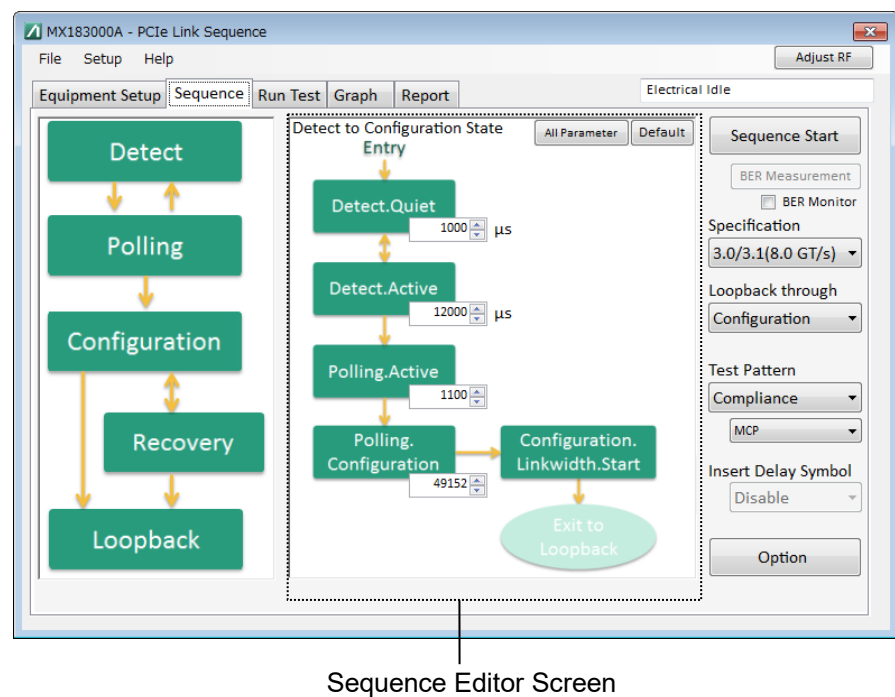 MX183000A - PCIe Link Sequence
File Setup Help
Adjust RF
Equipment Setup Sequence Run Test Graph Report
Electrical Idle
Detect
Polling
Configuration
Recovery
Loopback
Detect to Configuration State
All Parameter Default
Entry
Detect.Quiet
1000 µs
Detect.Active
12000 µs
Polling.Active
1100
Polling.
Configuration
49152
Configuration.
Linkwidth.Start
Exit to
Loopback
Sequence Start
BER Measurement
BER Monitor
Specification
3.0/3.1(8.0 GT/s)
Loopback through
Configuration
Test Pattern
Compliance
MCP
Insert Delay Symbol
Disable
Option
Sequence Editor Screen